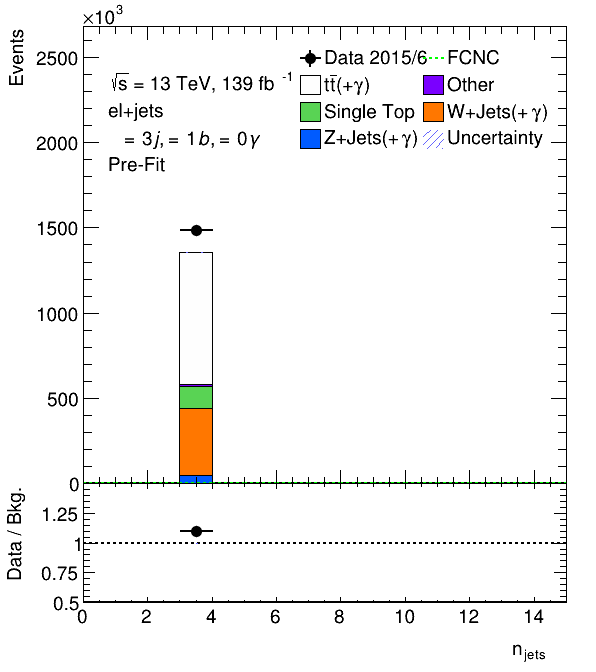 ×10³
Events
2500
2000
1500
1000
500
0
√s = 13 TeV, 139 fb⁻¹
el+jets
= 3j, = 1b, = 0γ
Pre-Fit
Data 2015/6
FCNC
tt̄(+γ)
Other
Single Top
W+Jets(+γ)
Z+Jets(+γ)
Uncertainty
Data / Bkg.
1.25
1
0.75
0.5
0 2 4 6 8 10 12 14
n_jets